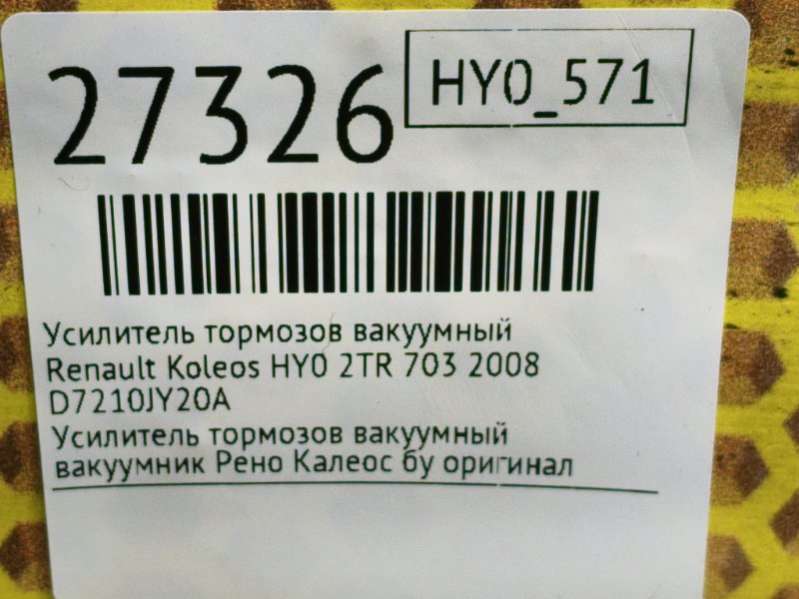 27326
HY0_571
Усилитель тормозов вакуумный
Renault Koleos HY0 2TR 703 2008
D7210JY20A
Усилитель тормозов вакуумный
вакуумник Рено Калеос бу оригинал